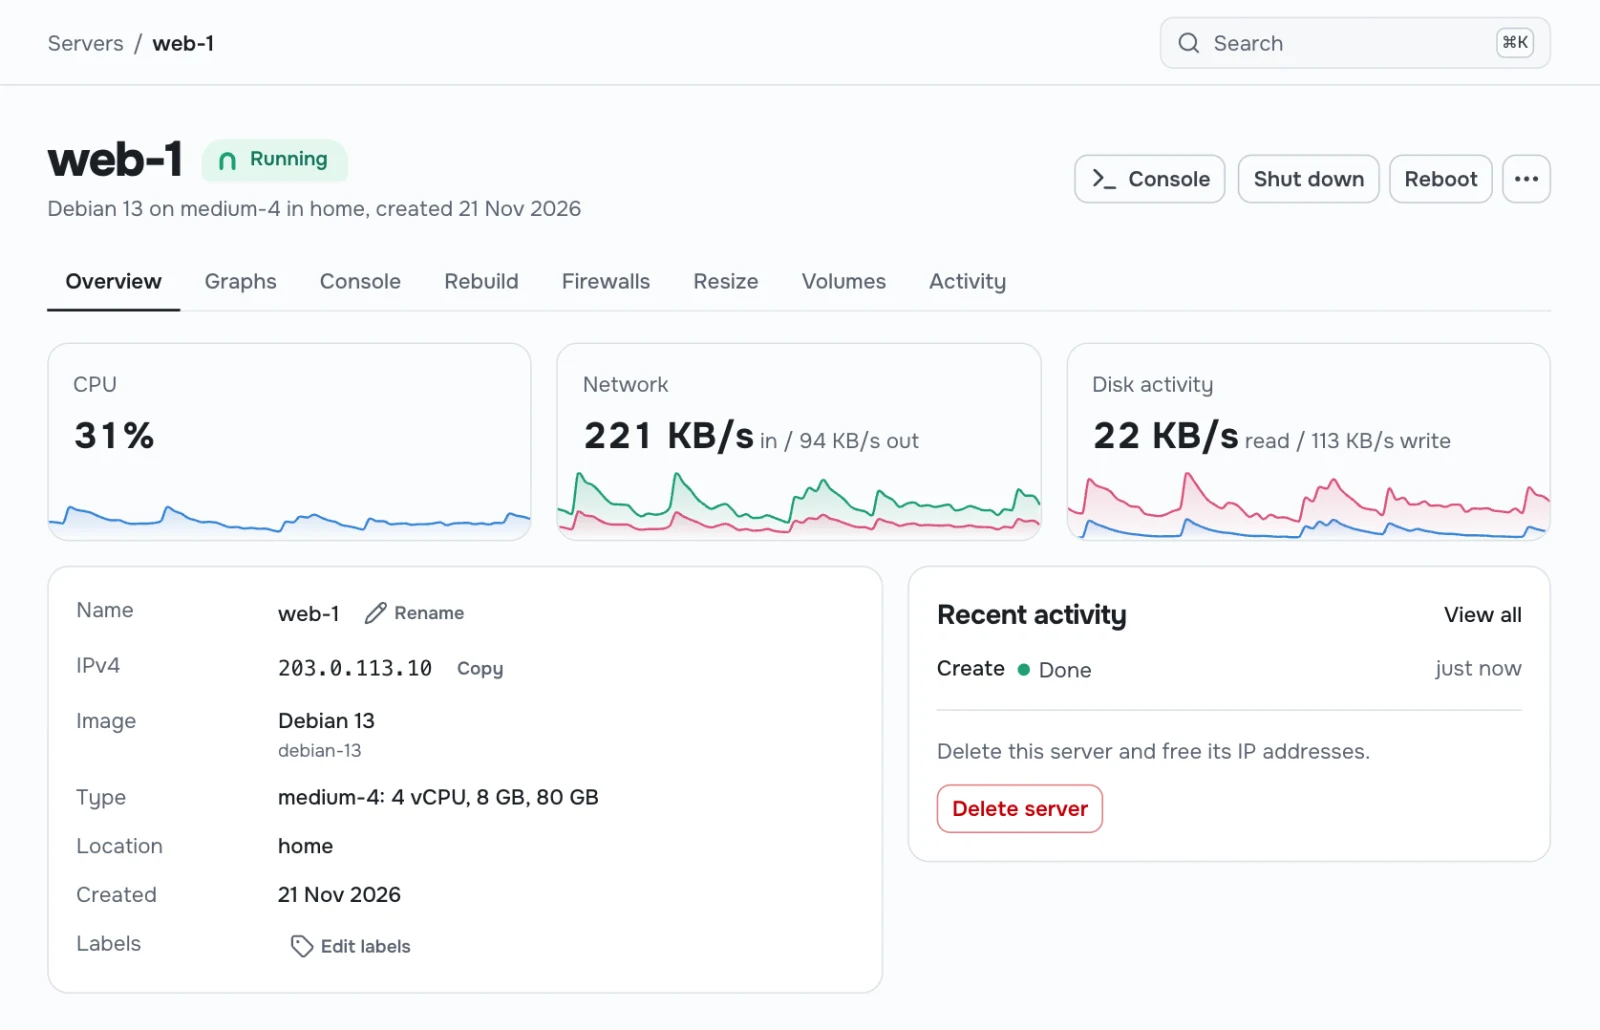 Servers / web-1
Search ⌘K
web-1 Running
Debian 13 on medium-4 in home, created 21 Nov 2026
Console Shut down Reboot
Overview Graphs Console Rebuild Firewalls Resize Volumes Activity
CPU
31%
Network
221 KB/s in / 94 KB/s out
Disk activity
22 KB/s read / 113 KB/s write
Name web-1 Rename
IPv4 203.0.113.10 Copy
Image Debian 13
debian-13
Type medium-4: 4 vCPU, 8 GB, 80 GB
Location home
Created 21 Nov 2026
Labels Edit labels
Recent activity View all
Create Done just now
Delete this server and free its IP addresses.
Delete server